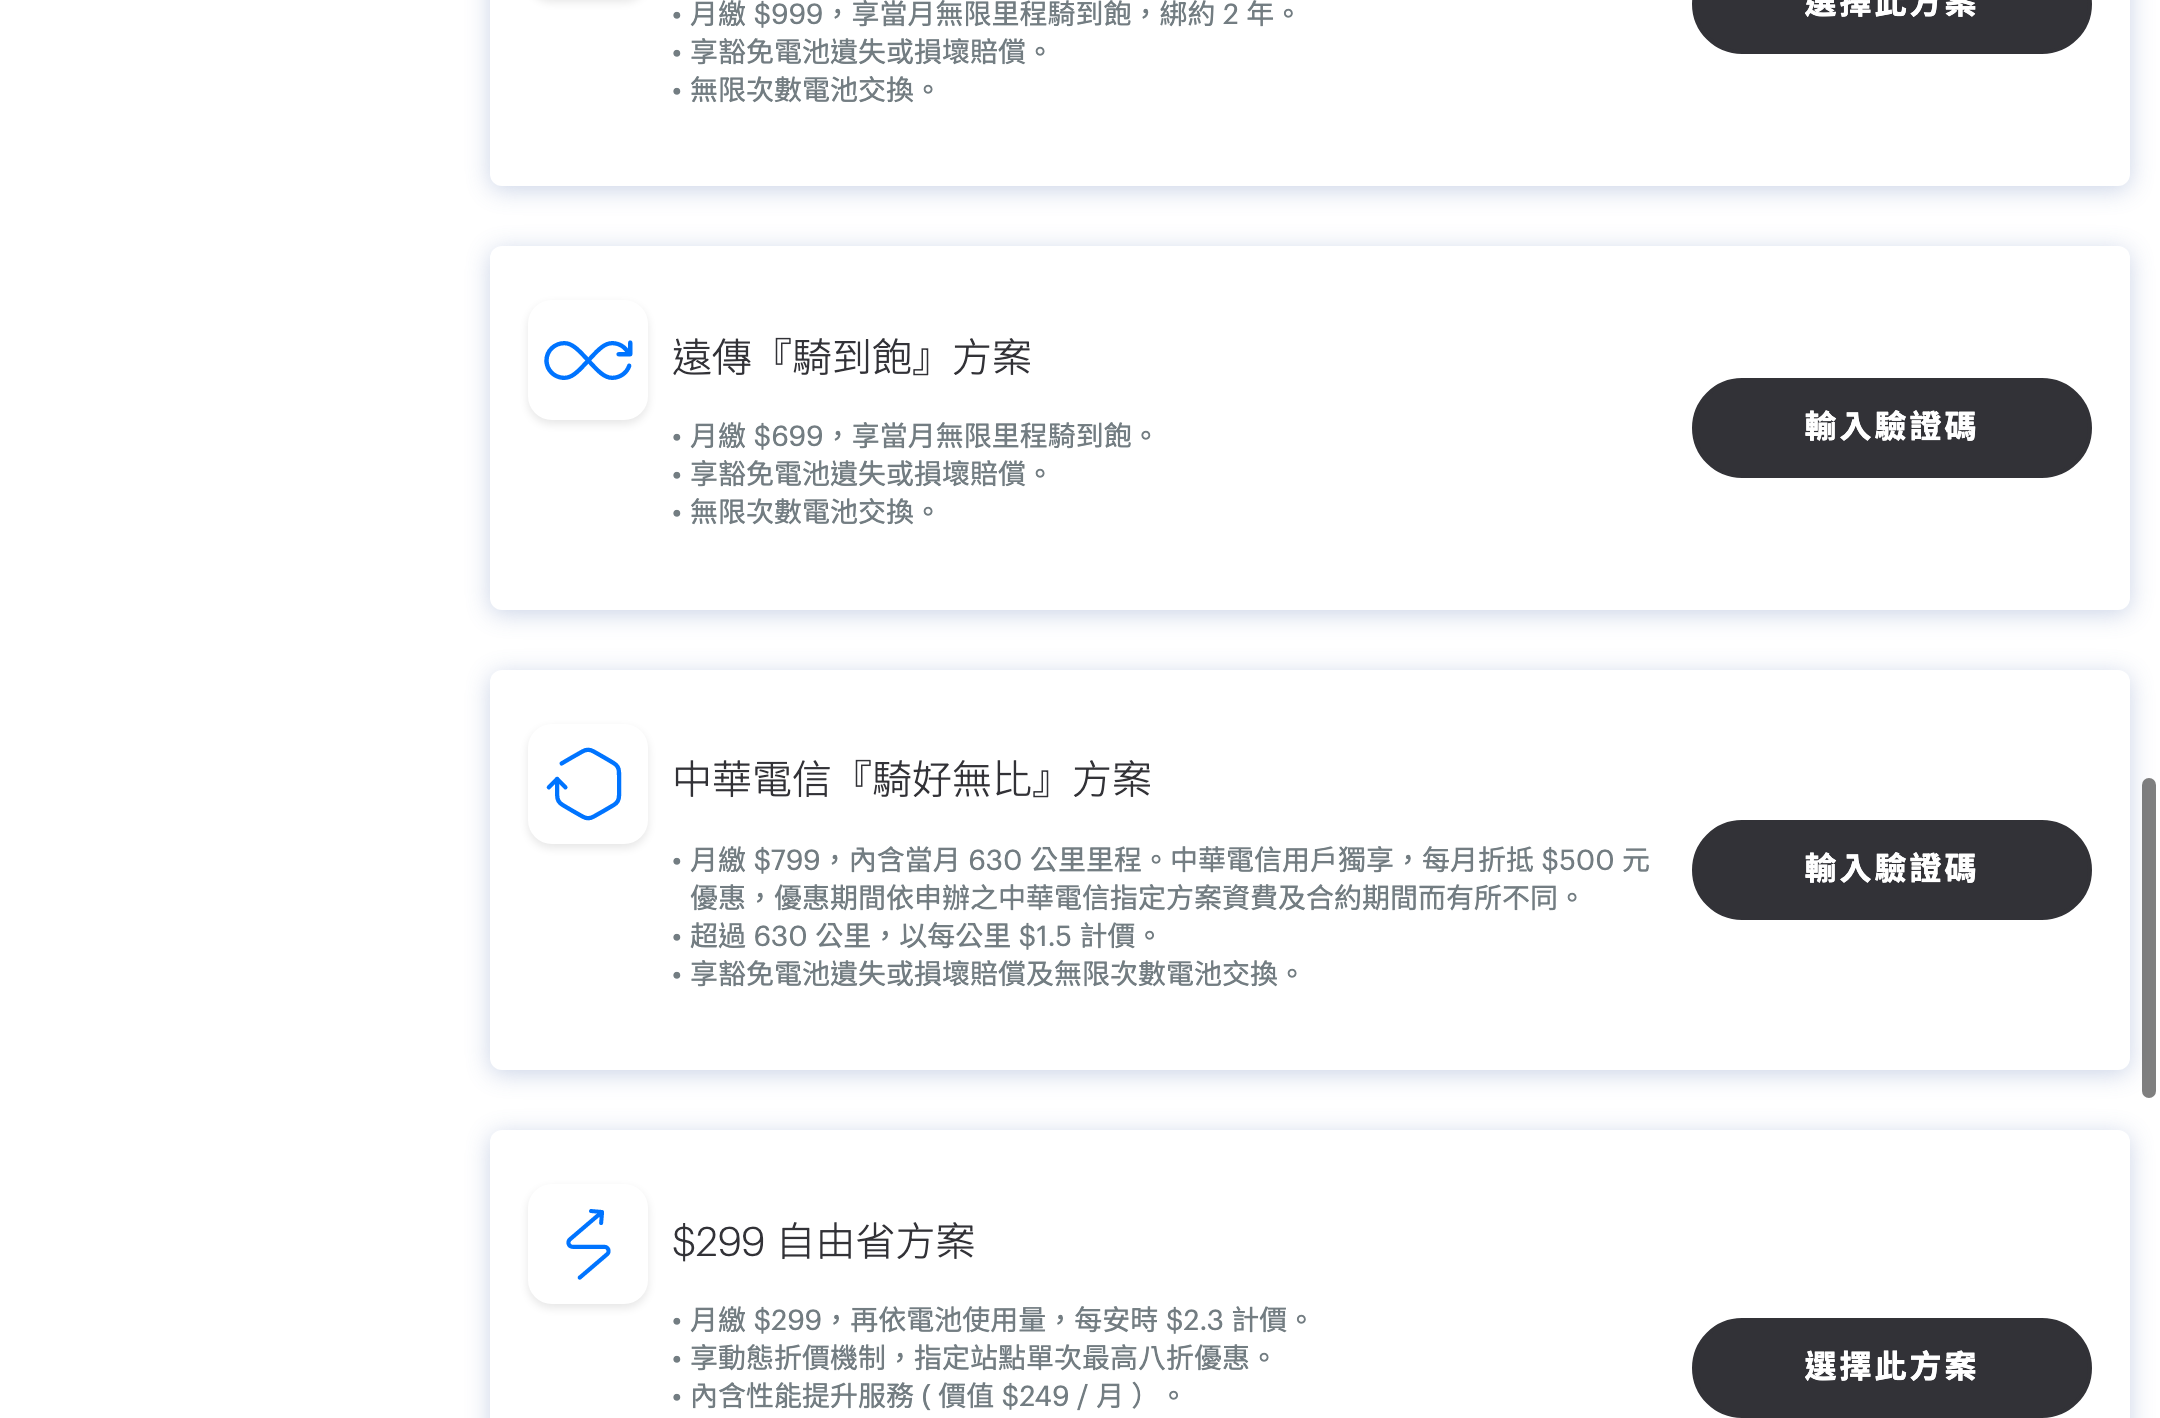 • 月繳 $999，享當月無限里程騎到飽，綁約 2 年。
選擇此方案
• 享豁免電池遺失或損壞賠償。
• 無限次數電池交換。
遠傳『騎到飽』方案
• 月繳 $699，享當月無限里程騎到飽。
• 享豁免電池遺失或損壞賠償。
• 無限次數電池交換。
輸入驗證碼
中華電信『騎好無比』方案
• 月繳 $799，內含當月 630 公里里程。中華電信用戶獨享，每月折抵 $500 元
優惠，優惠期間依申辦之中華電信指定方案資費及合約期間而有所不同。
• 超過 630 公里，以每公里 $1.5 計價。
• 享豁免電池遺失或損壞賠償及無限次數電池交換。
輸入驗證碼
$299 自由省方案
• 月繳 $299，再依電池使用量，每安時 $2.3 計價。
• 享動態折價機制，指定站點單次最高八折優惠。
• 內含性能提升服務 ( 價值 $249 / 月 ）。
選擇此方案